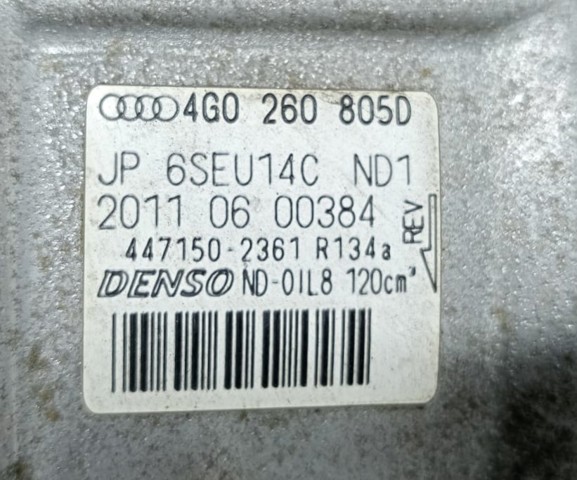 4G0 260 805D
JP 6SEU14C ND1
2011 06 00384
REV
447150-2361 R134a
DENSO ND-OIL8 120cm³